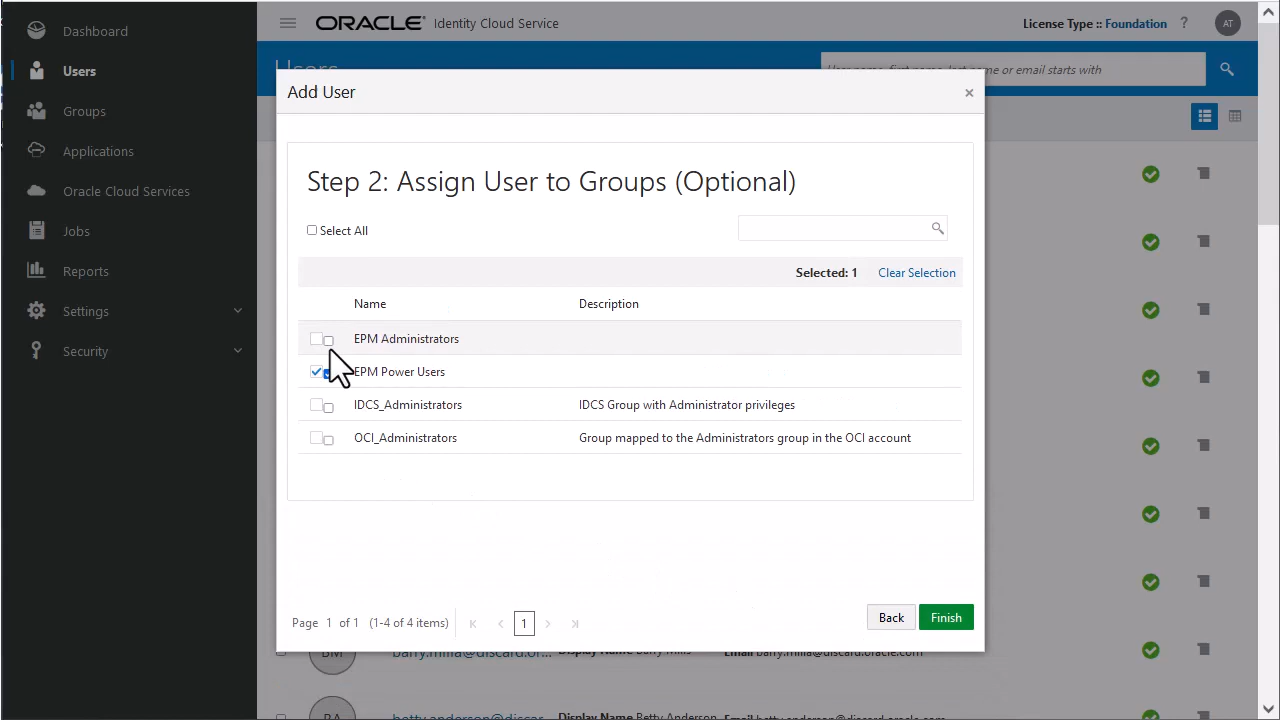 Dashboard
Users
Groups
Applications
Oracle Cloud Services
Jobs
Reports
Settings
Security
ORACLE® Identity Cloud Service
License Type :: Foundation ?
AT
Users
User name, first name, last name or email starts with
Add User ×
Step 2: Assign User to Groups (Optional)
Select All
Selected: 1 Clear Selection
Name Description
EPM Administrators
EPM Power Users
IDCS_Administrators IDCS Group with Administrator privileges
OCI_Administrators Group mapped to the Administrators group in the OCI account
Page 1 of 1 (1-4 of 4 items) 1
Back Finish
BM barry.milla@discard.or... Display Name Barry Mills Email barry.milla@discard.oracle.com
BA betty.anderson@discar Display Name Betty Anderson Email betty.anderson@discard.oracle.com